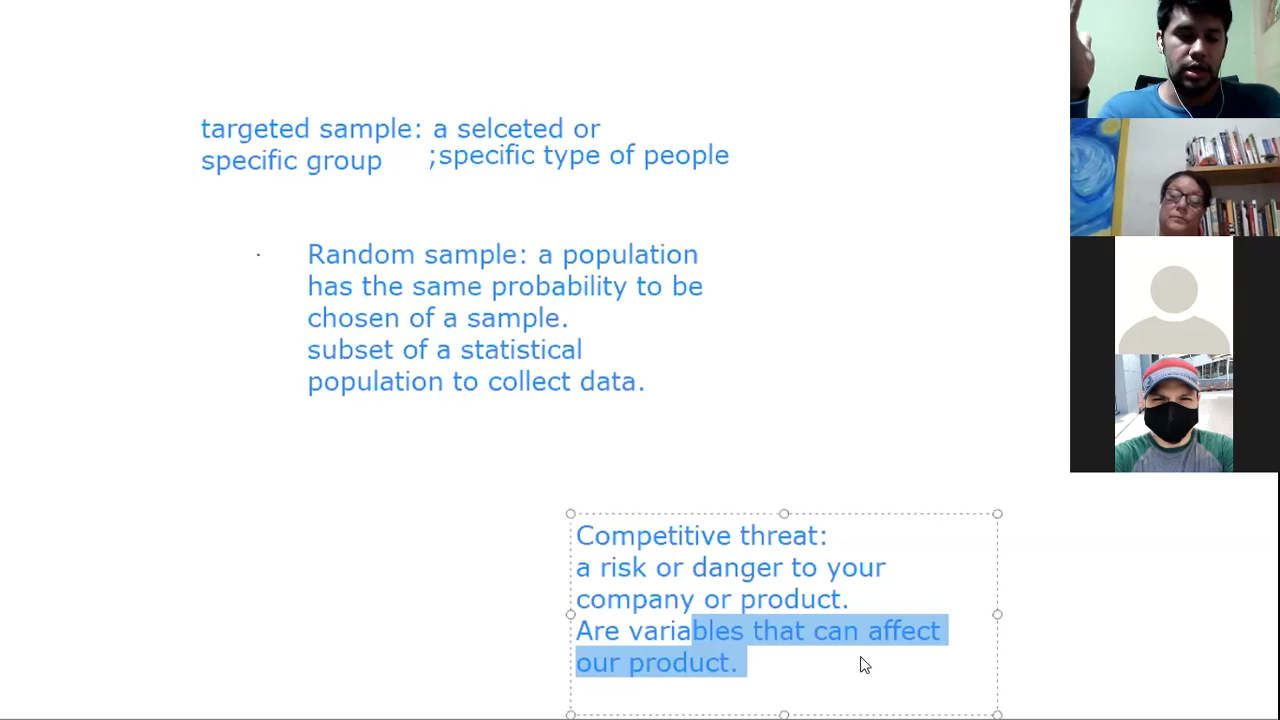 targeted sample: a selceted or
specific group
;specific type of people
Random sample: a population
has the same probability to be
chosen of a sample.
subset of a statistical
population to collect data.
Competitive threat:
a risk or danger to your
company or product.
Are variables that can affect
our product.